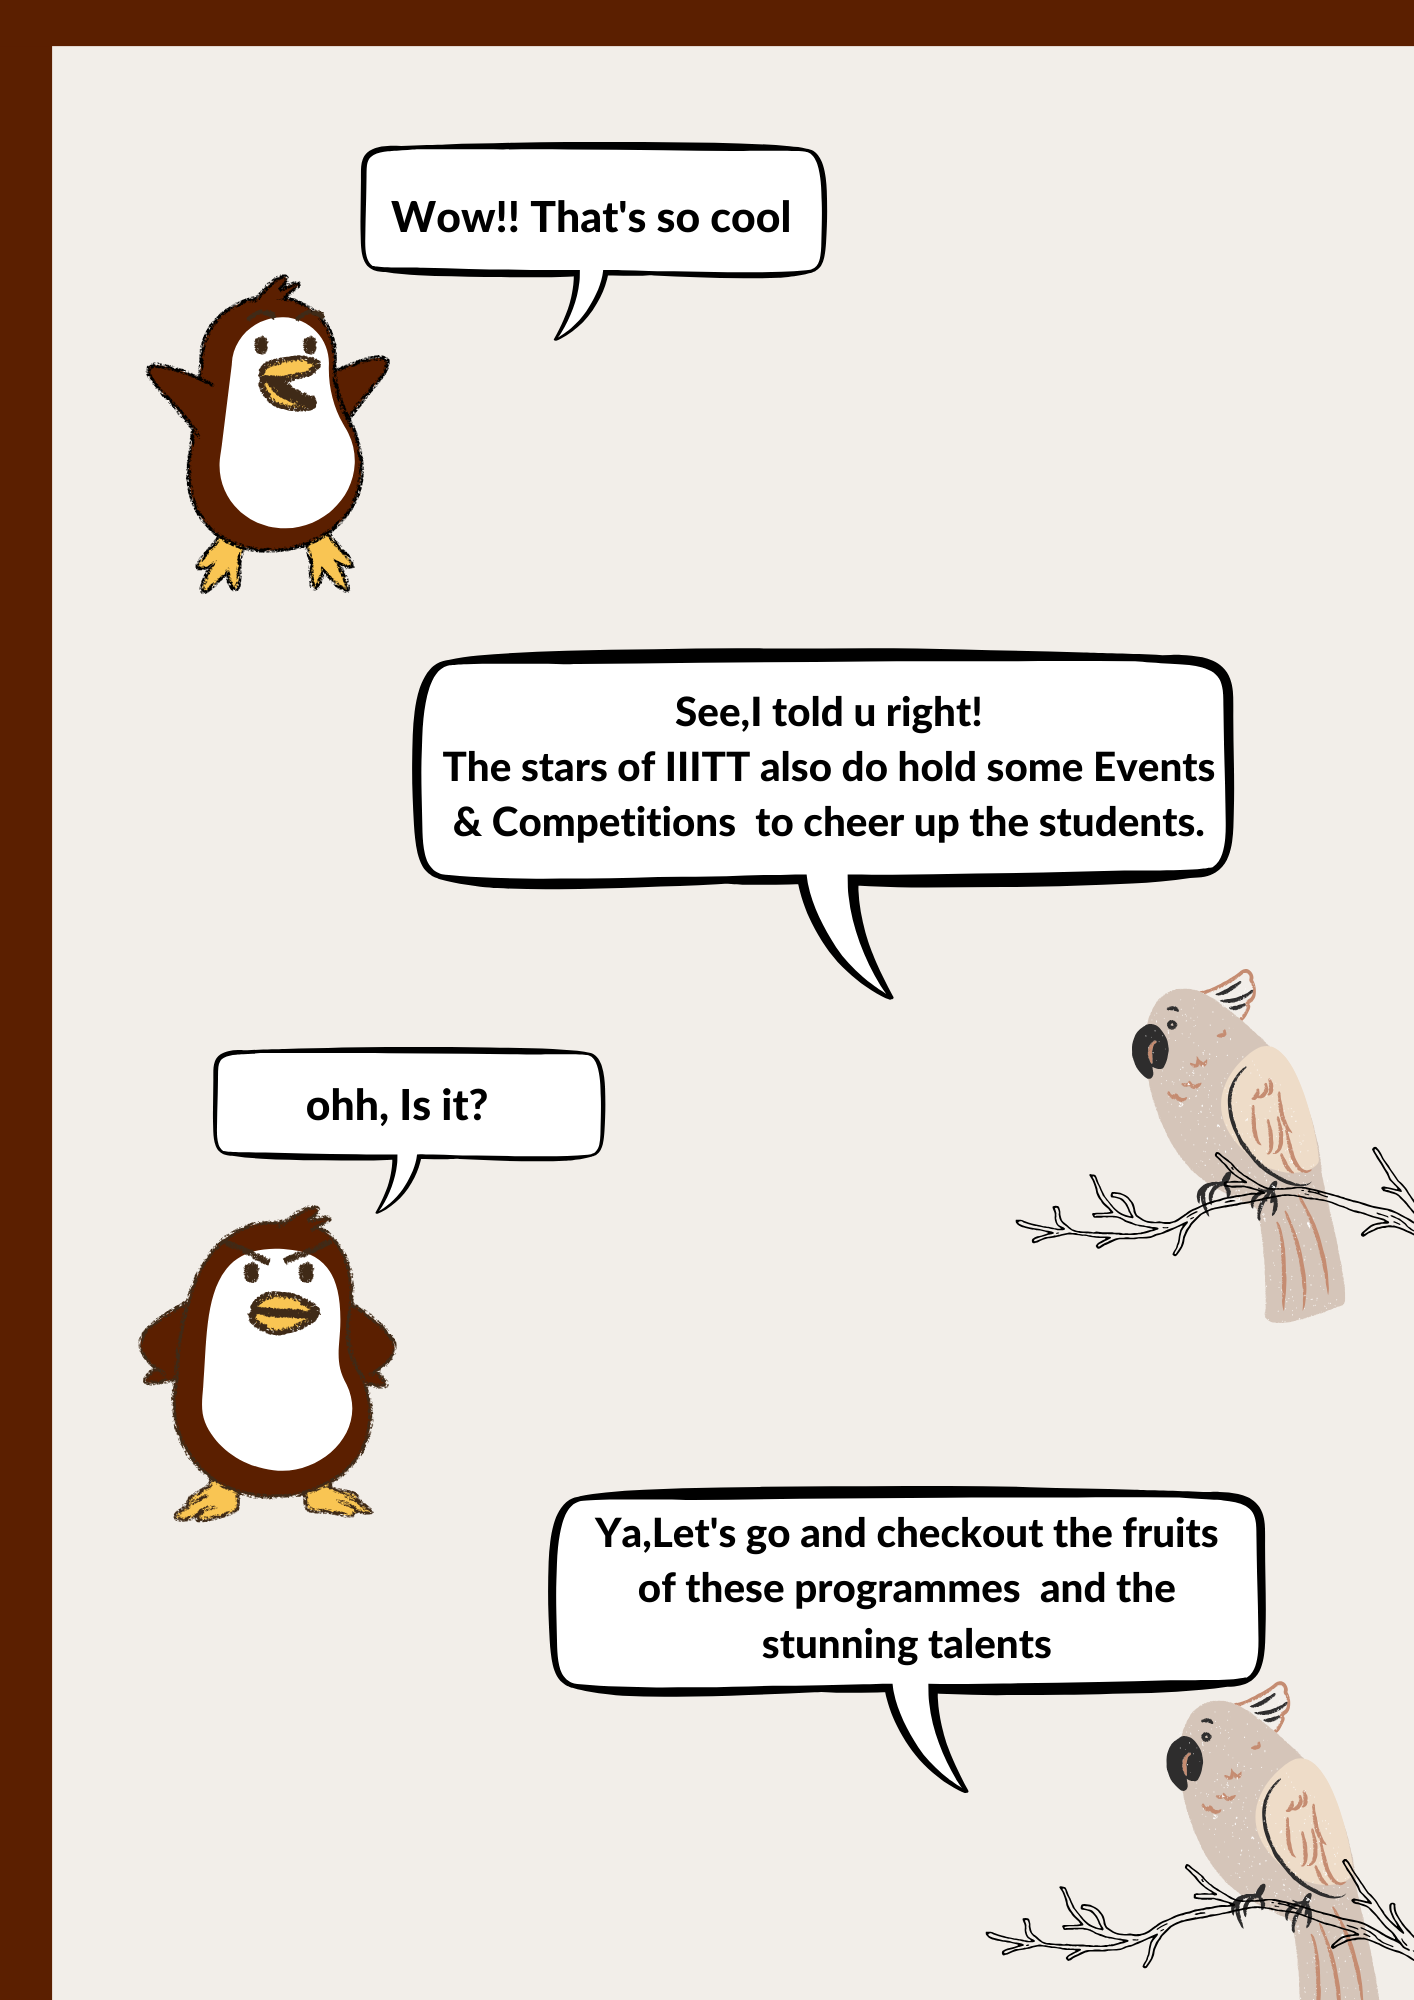 Wow!! That's so cool
See,I told u right!
The stars of IIITT also do hold some Events
& Competitions  to cheer up the students.
ohh, Is it?
Ya,Let's go and checkout the fruits
of these programmes  and the
stunning talents